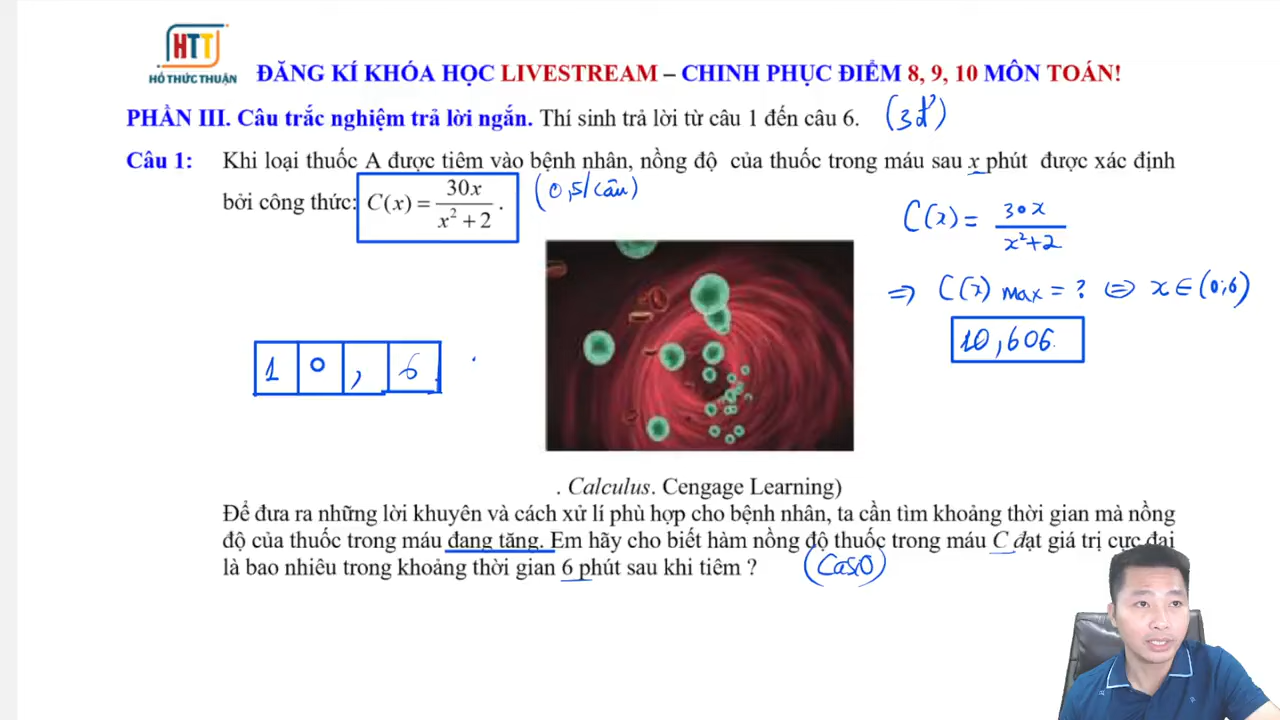 HTT
HỒ THỨC THUẬN
ĐĂNG KÍ KHÓA HỌC LIVESTREAM – CHINH PHỤC ĐIỂM 8, 9, 10 MÔN TOÁN!
PHẦN III. Câu trắc nghiệm trả lời ngắn. Thí sinh trả lời từ câu 1 đến câu 6. (3đ)
Câu 1: Khi loại thuốc A được tiêm vào bệnh nhân, nồng độ của thuốc trong máu sau x phút được xác định
bởi công thức: C(x) = 30x / x² + 2 . (0,5/câu)
C(x) = 30x / x²+2
⇒ C(x) max = ? ⇔ x ∈ (0;6)
10,606
1 0 , 6
. Calculus. Cengage Learning)
Để đưa ra những lời khuyên và cách xử lí phù hợp cho bệnh nhân, ta cần tìm khoảng thời gian mà nồng
độ của thuốc trong máu đang tăng. Em hãy cho biết hàm nồng độ thuốc trong máu C đạt giá trị cực đại
là bao nhiêu trong khoảng thời gian 6 phút sau khi tiêm ? (CasiO)